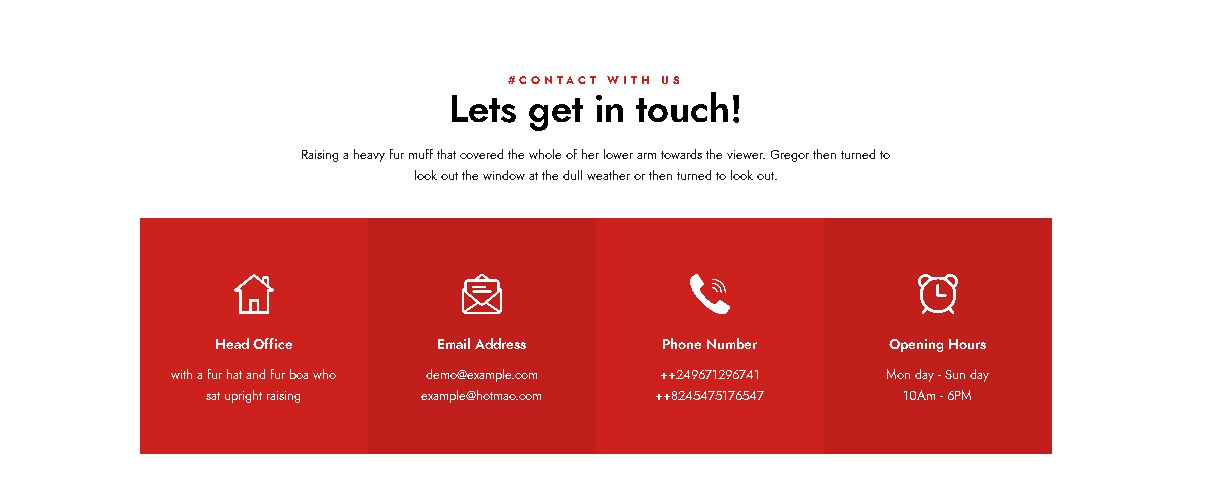 #CONTACT WITH US
Lets get in touch!
Raising a heavy fur muff that covered the whole of her lower arm towards the viewer. Gregor then turned to
look out the window at the dull weather or then turned to look out.
Head Office
with a fur hat and fur boa who
sat upright raising
Email Address
demo@example.com
example@hotmao.com
Phone Number
++249671296741
++8245475176547
Opening Hours
Mon day - Sun day
10Am - 6PM